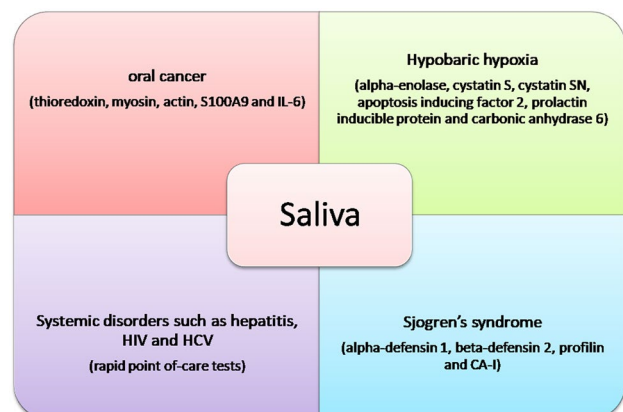 oral cancer
(thioredoxin, myosin, actin, S100A9 and IL-6)
Hypobaric hypoxia
(alpha-enolase, cystatin S, cystatin SN,
apoptosis inducing factor 2, prolactin
inducible protein and carbonic anhydrase 6)
Saliva
Systemic disorders such as hepatitis,
HIV and HCV
(rapid point of-care tests)
Sjogren's syndrome
(alpha-defensin 1, beta-defensin 2, profilin
and CA-I)